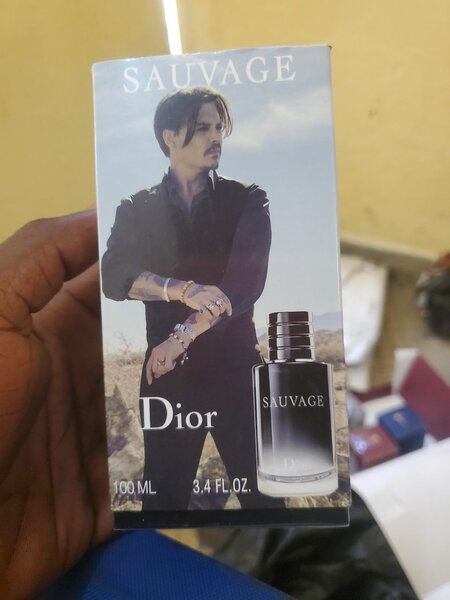 SAUVAGE
SAUVAGE
Dior
D
100 ML 3.4 FL.OZ.